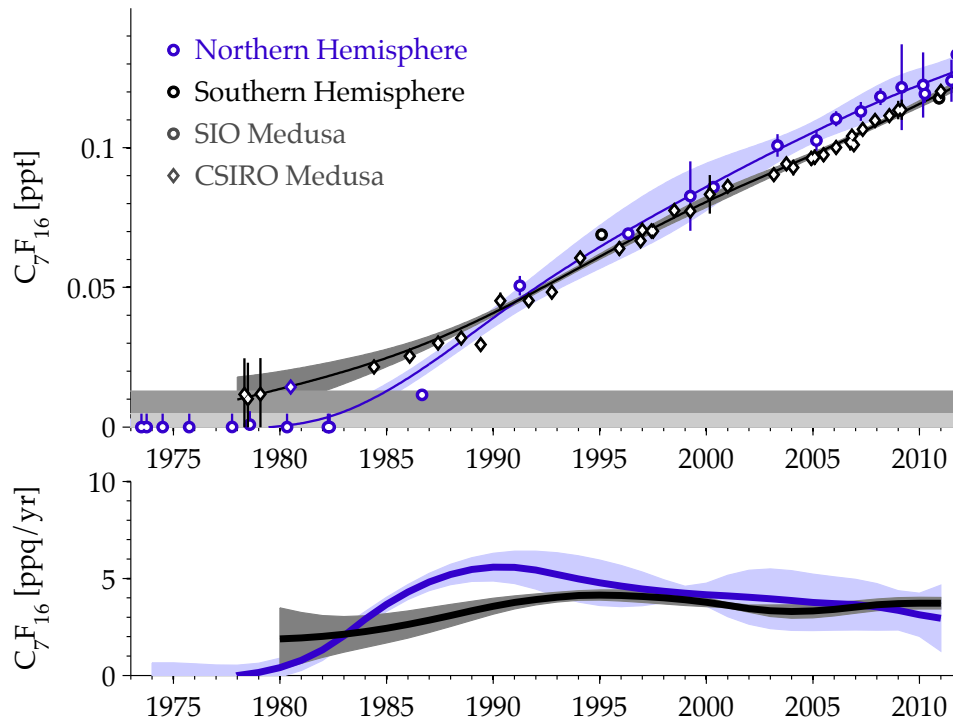 Northern Hemisphere
Southern Hemisphere
SIO Medusa
CSIRO Medusa
C7F16 [ppt]
0.1
0.05
0
1975 1980 1985 1990 1995 2000 2005 2010
C7F16 [ppq/yr]
10
5
0
1975 1980 1985 1990 1995 2000 2005 2010